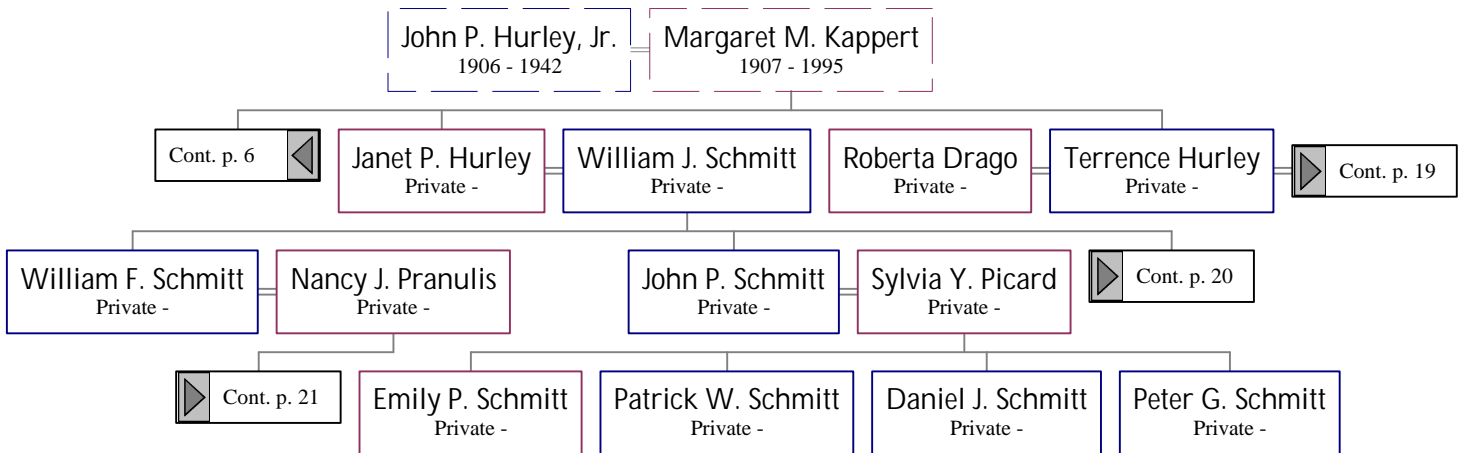 John P. Hurley, Jr.
1906 - 1942
Margaret M. Kappert
1907 - 1995
Cont. p. 6
Janet P. Hurley
Private -
William J. Schmitt
Private -
Roberta Drago
Private -
Terrence Hurley
Private -
Cont. p. 19
William F. Schmitt
Private -
Nancy J. Pranulis
Private -
John P. Schmitt
Private -
Sylvia Y. Picard
Private -
Cont. p. 20
Cont. p. 21
Emily P. Schmitt
Private -
Patrick W. Schmitt
Private -
Daniel J. Schmitt
Private -
Peter G. Schmitt
Private -